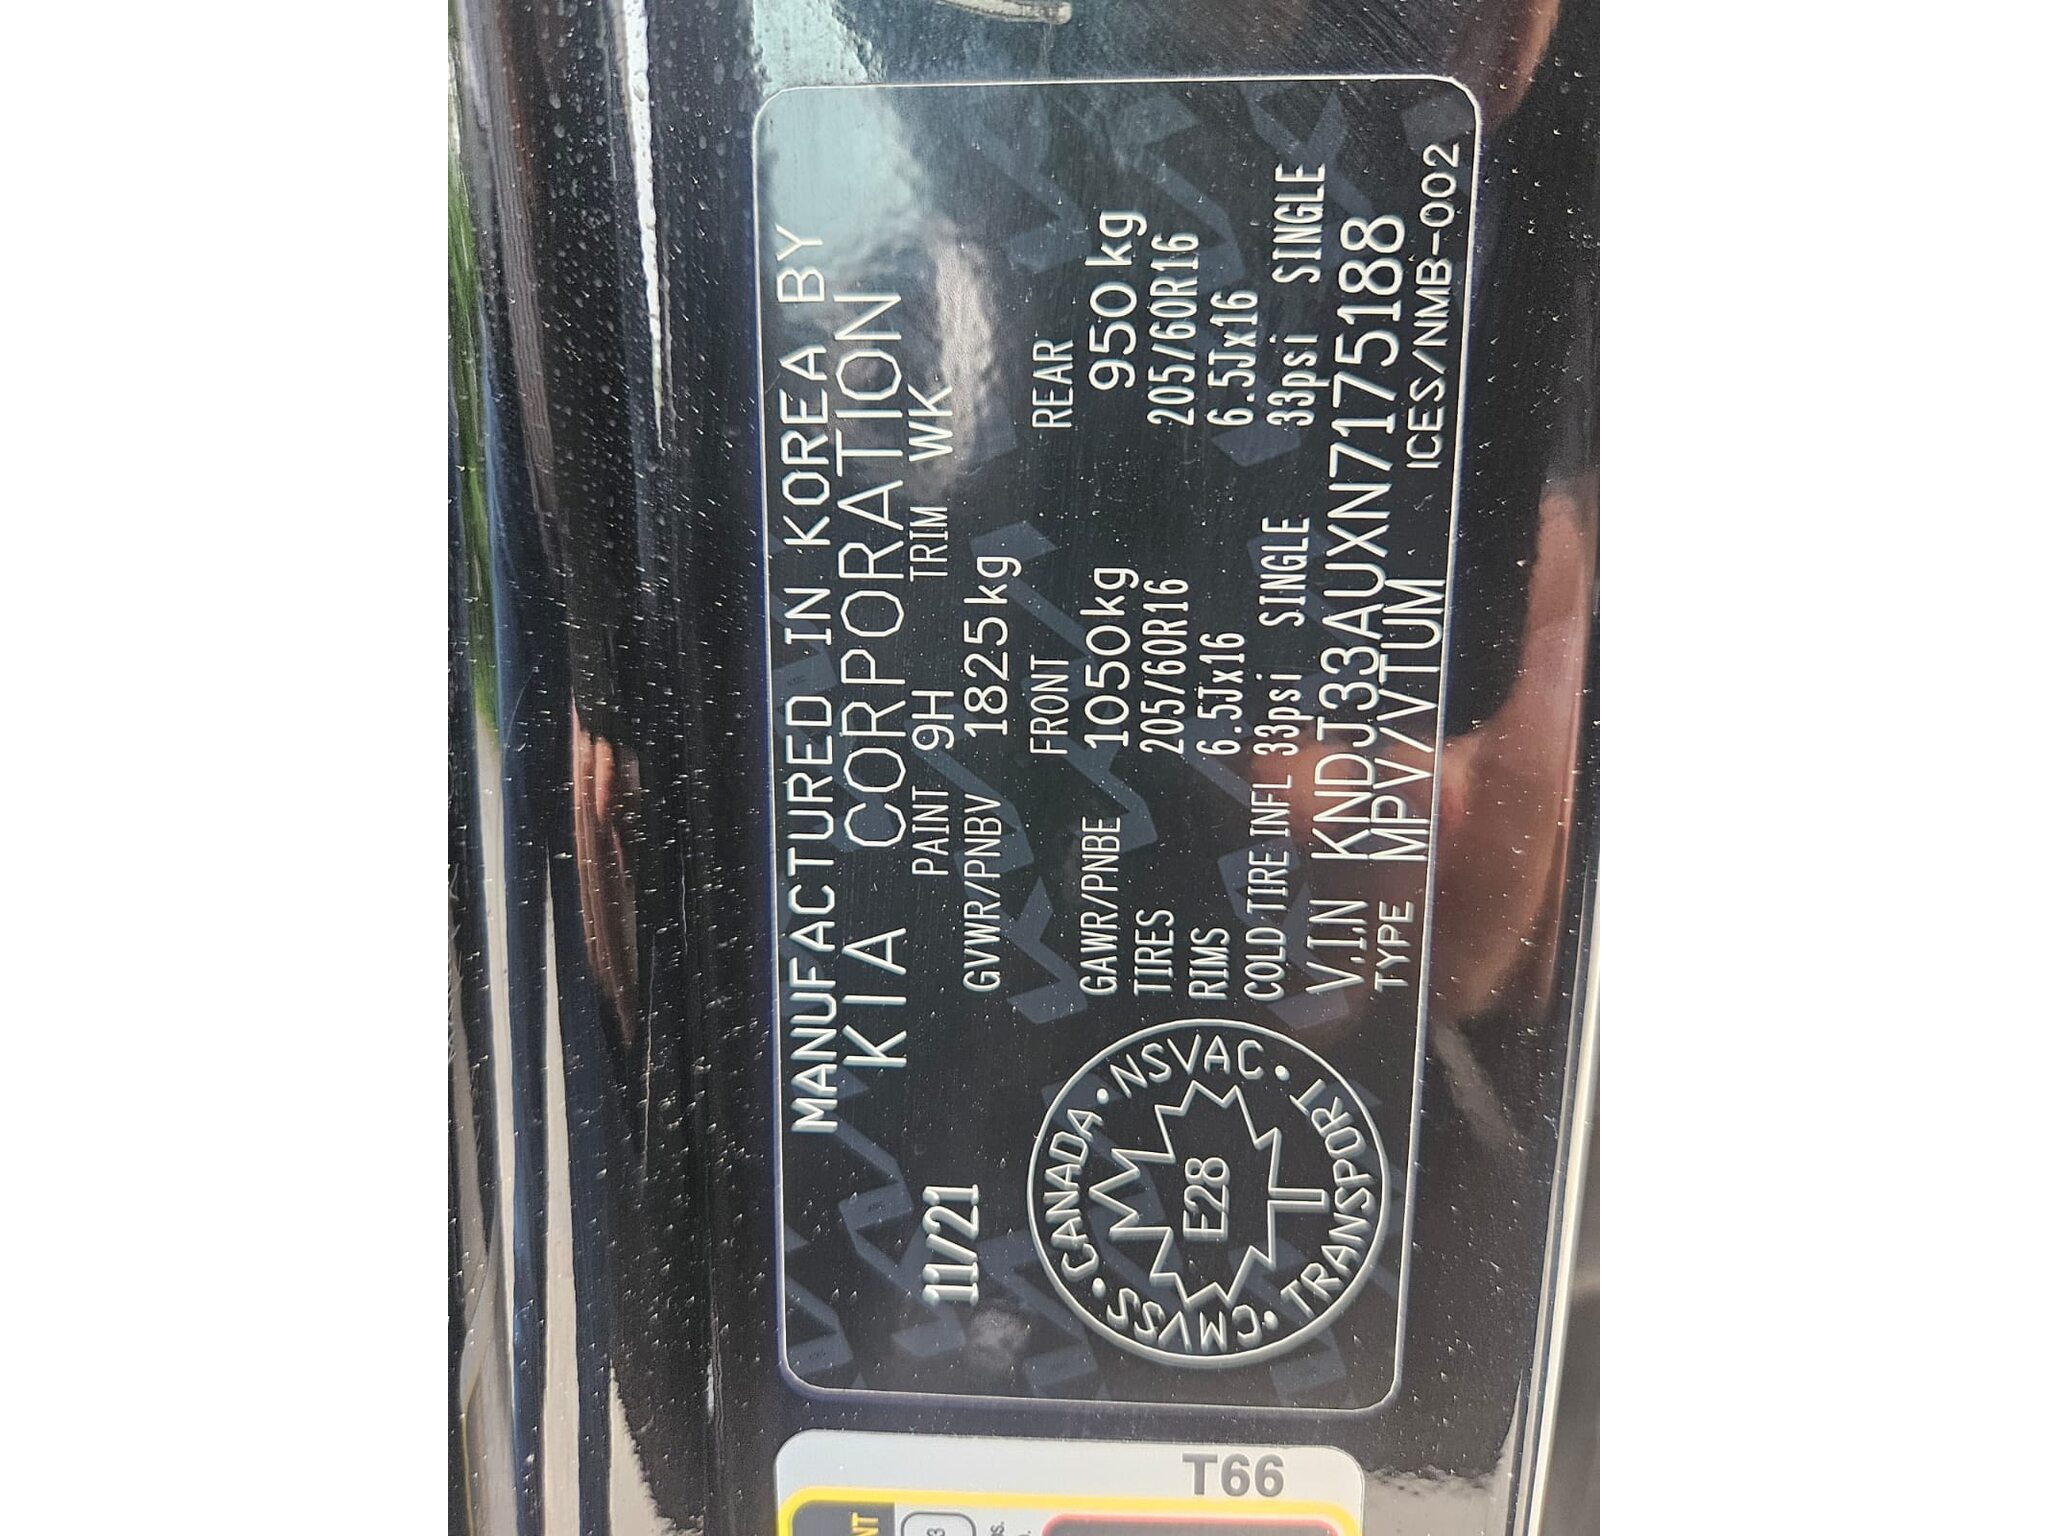 MANUFACTURED IN KOREA BY
KIA CORPORATION
11/21 PAINT 9H TRIM WK
GVWR/PNBV 1825kg
FRONT REAR
GAWR/PNBE 1050kg 950kg
TIRES 205/60R16 205/60R16
RIMS 6.5Jx16 6.5Jx16
COLD TIRE INFL 33psi SINGLE 33psi SINGLE
V.I.N KNDJ33AUXN7175188
TYPE MPV/VTUM ICES/NMB-002
CANADA · NSVAC · TRANSPORT · CMVSS
E28
T66
NT
3